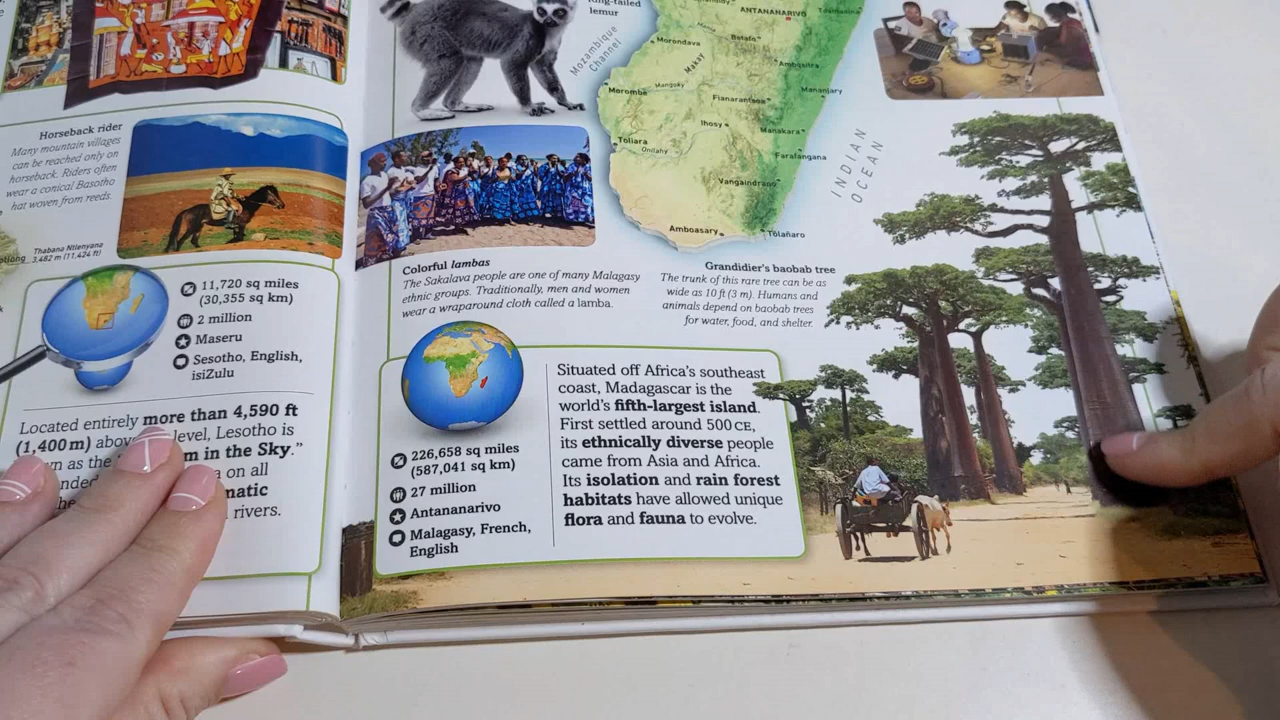 Horseback rider
Many mountain villages
can be reached only on
horseback. Riders often
wear a conical Basotho
hat woven from reeds.
Thabana Ntlenyana
3,482 m (11,424 ft)
11,720 sq miles
(30,355 sq km)
2 million
Maseru
Sesotho, English,
isiZulu
Located entirely more than 4,590 ft
(1,400 m) level, Lesotho is
as the in the Sky."
on all
rivers.
lemur
Mozambique
Channel
ANTANANARIVO
Morondava
Betafo
Makay
Ambositra
Morombe
Mangoky
Mananjary
Fianarantsoa
Ihosy
Manakara
Toliara
Onilahy
Farafangana
Vangaindrano
Amboasary
Tôlañaro
INDIAN
OCEAN
Colorful lambas
The Sakalava people are one of many Malagasy
ethnic groups. Traditionally, men and women
wear a wraparound cloth called a lamba.
Grandidier's baobab tree
The trunk of this rare tree can be as
wide as 10 ft (3 m). Humans and
animals depend on baobab trees
for water, food, and shelter.
226,658 sq miles
(587,041 sq km)
27 million
Antananarivo
Malagasy, French,
English
Situated off Africa's southeast
coast, Madagascar is the
world's fifth-largest island.
First settled around 500 CE,
its ethnically diverse people
came from Asia and Africa.
Its isolation and rain forest
habitats have allowed unique
flora and fauna to evolve.